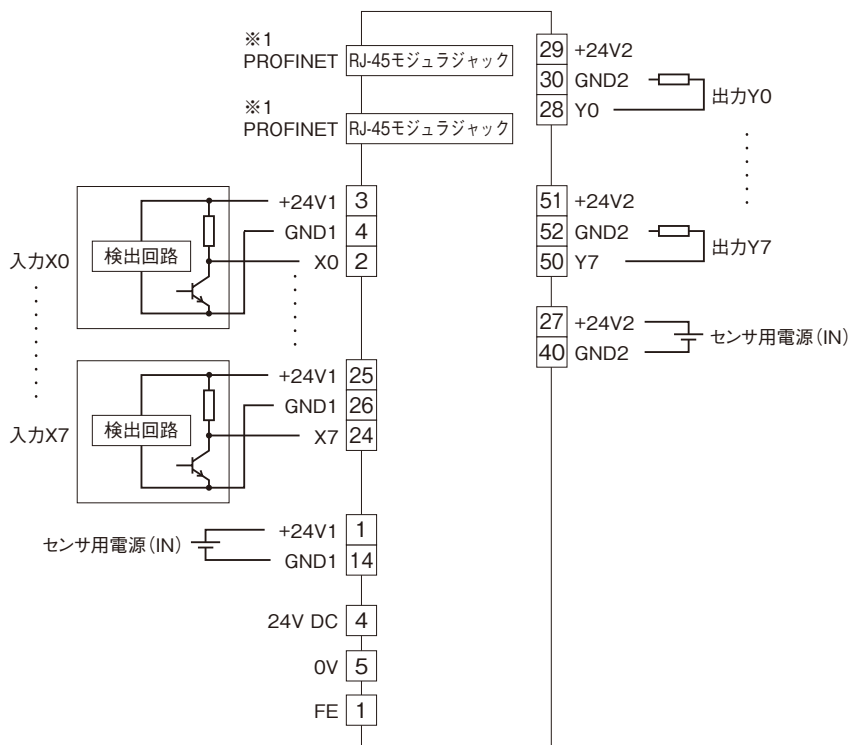 ※1
PROFINET RJ-45モジュラジャック
※1
PROFINET RJ-45モジュラジャック
入力X0
検出回路
+24V1 3
GND1 4
X0 2
入力X7
検出回路
+24V1 25
GND1 26
X7 24
センサ用電源(IN)
+24V1 1
GND1 14
24V DC 4
0V 5
FE 1
29 +24V2
30 GND2
28 Y0
出力Y0
51 +24V2
52 GND2
50 Y7
出力Y7
27 +24V2
40 GND2
センサ用電源(IN)